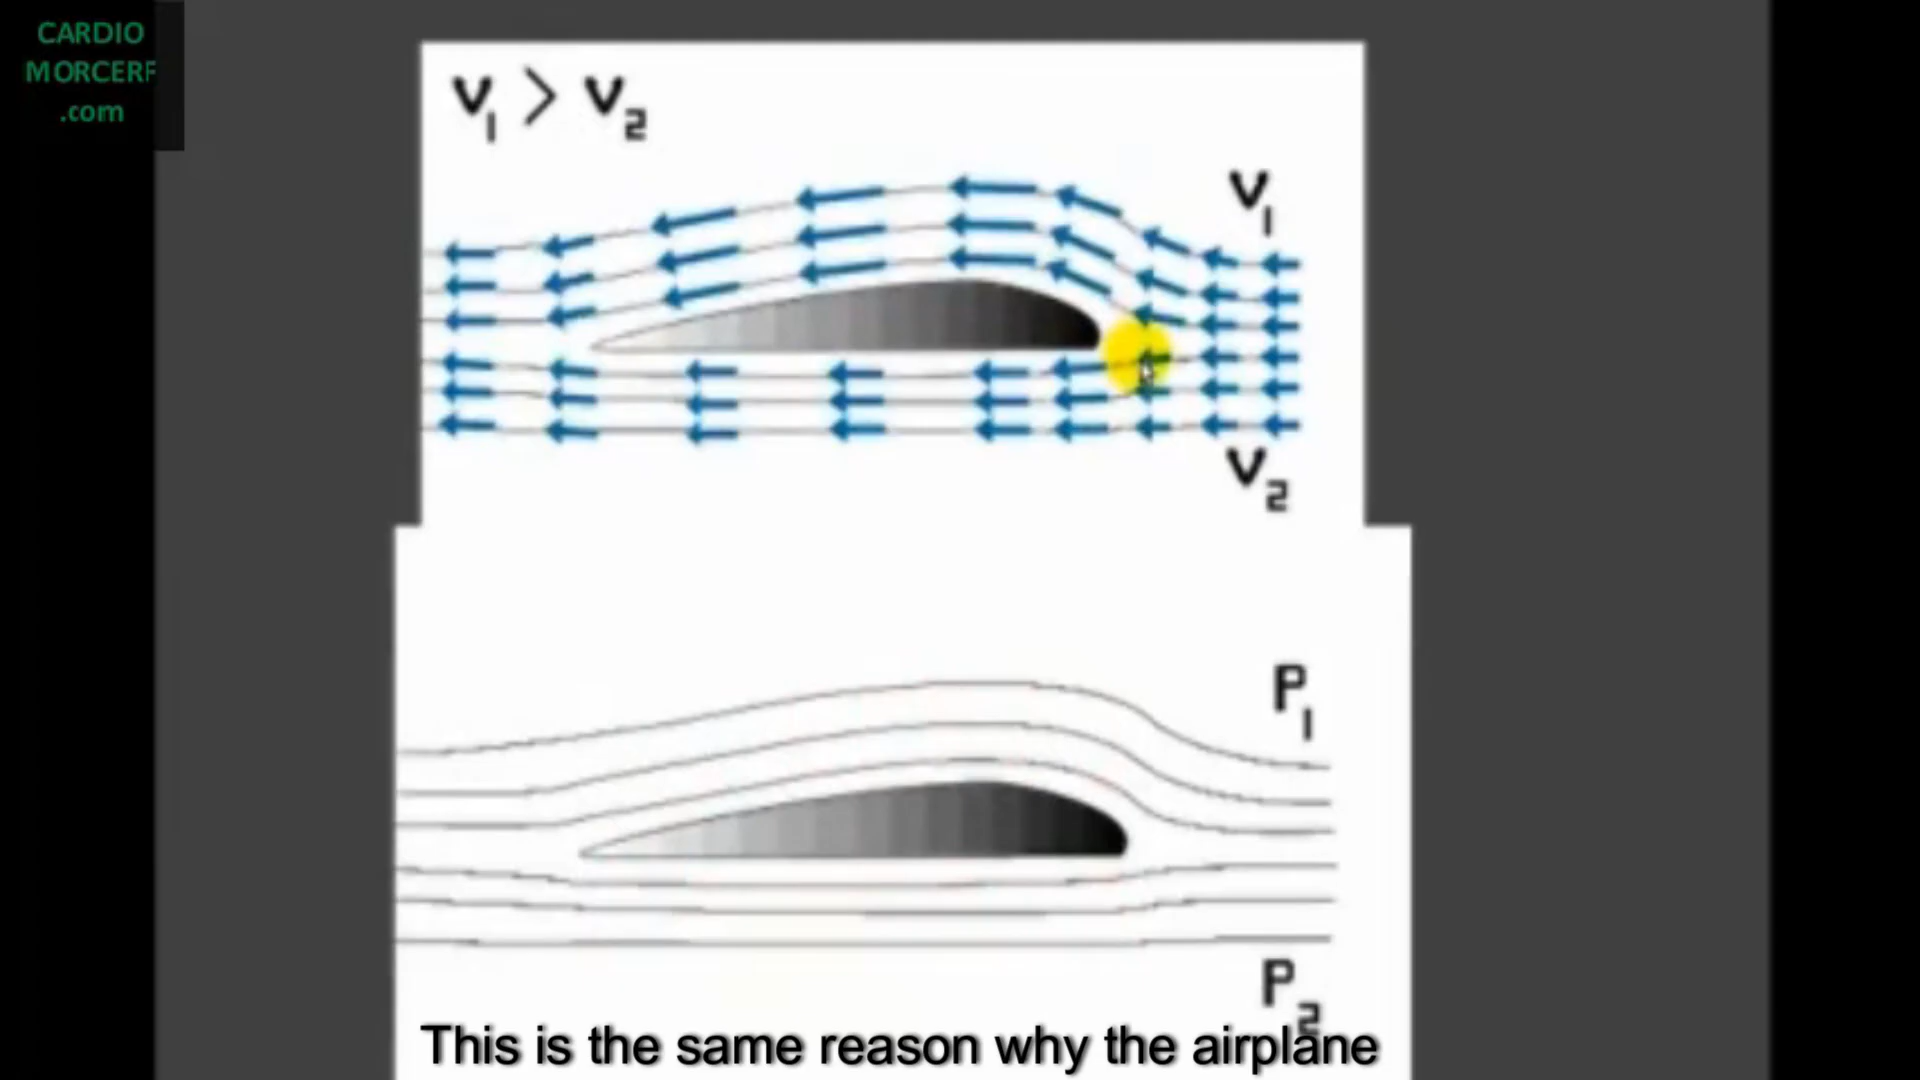 CARDIO
MORCERF
.com
V₁ > V₂
V₁
V₂
P₁
P₂
This is the same reason why the airplane